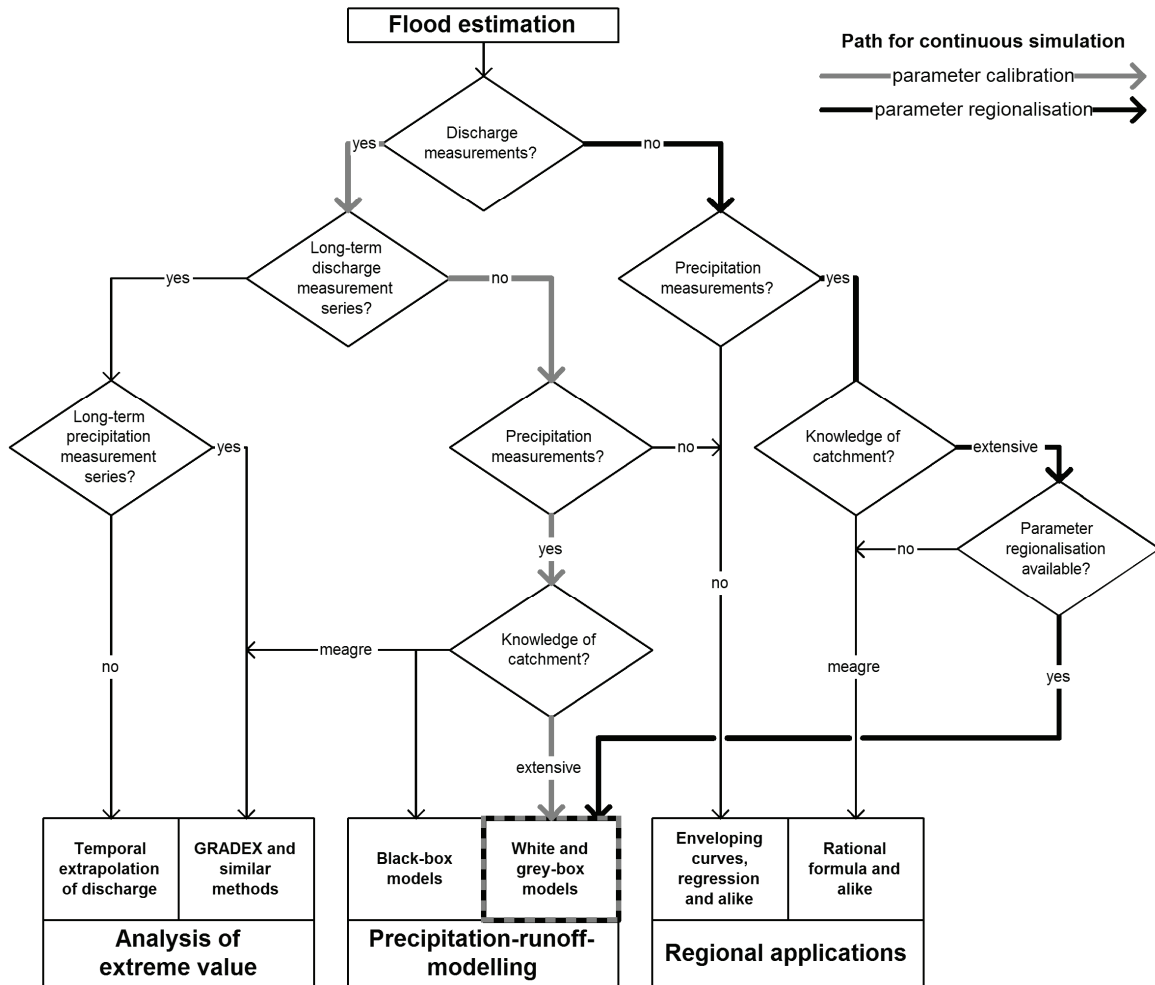 Flood estimation
Path for continuous simulation
parameter calibration
parameter regionalisation
Discharge
measurements?
yes
no
Long-term
discharge
measurement
series?
yes
no
Precipitation
measurements?
yes
Long-term
precipitation
measurement
series?
yes
Precipitation
measurements?
no
Knowledge of
catchment?
extensive
Parameter
regionalisation
available?
no
yes
no
Knowledge of
catchment?
meagre
no
meagre
yes
extensive
Temporal
extrapolation
of discharge
GRADEX and
similar
methods
Black-box
models
White and
grey-box
models
Enveloping
curves,
regression
and alike
Rational
formula and
alike
Analysis of
extreme value
Precipitation-runoff-
modelling
Regional applications